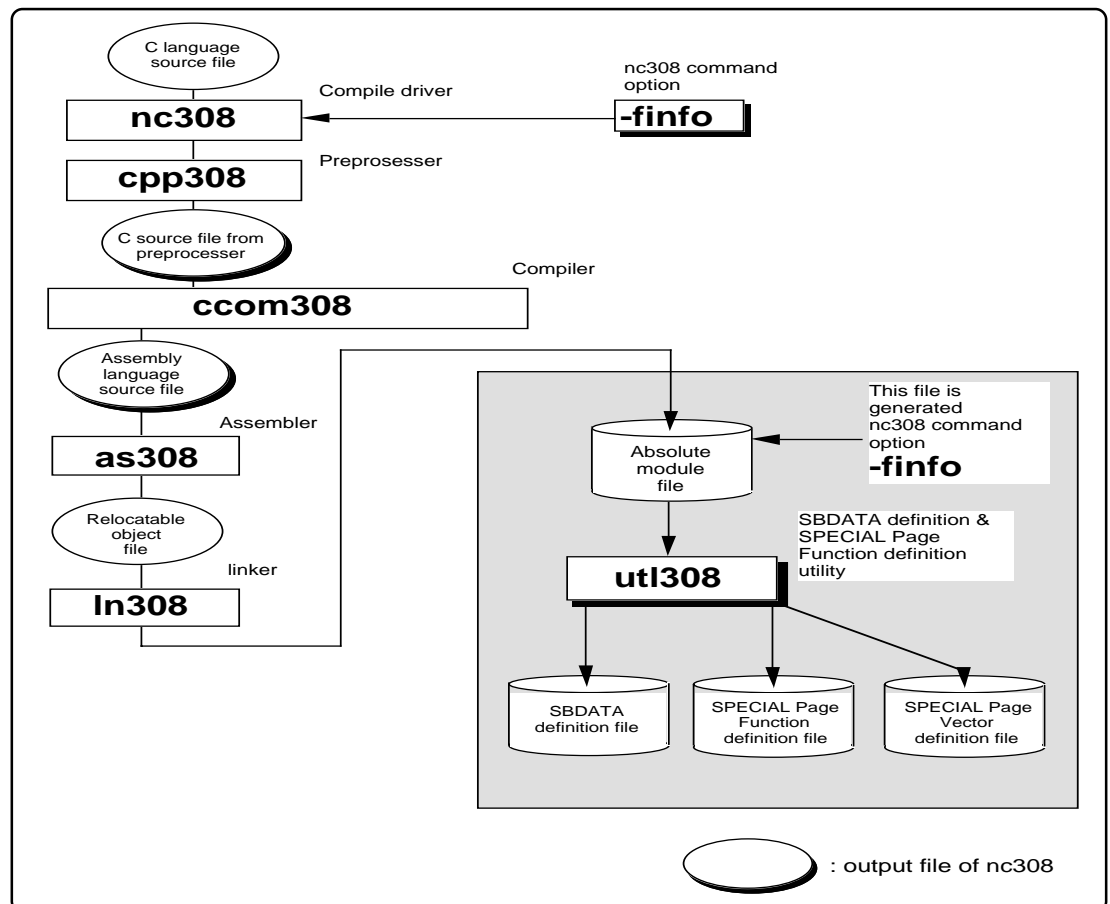 C language
source file
nc308 command
option
Compile driver
nc308
-finfo
Preprosesser
cpp308
C source file from
preprocesser
Compiler
ccom308
Assembly
language
source file
Assembler
as308
Relocatable
object
file
linker
ln308
This file is
generated
nc308 command
option
-finfo
Absolute
module
file
SBDATA definition &
SPECIAL Page
Function definition
utility
utl308
SBDATA
definition file
SPECIAL Page
Function
definition file
SPECIAL Page
Vector
definition file
: output file of nc308